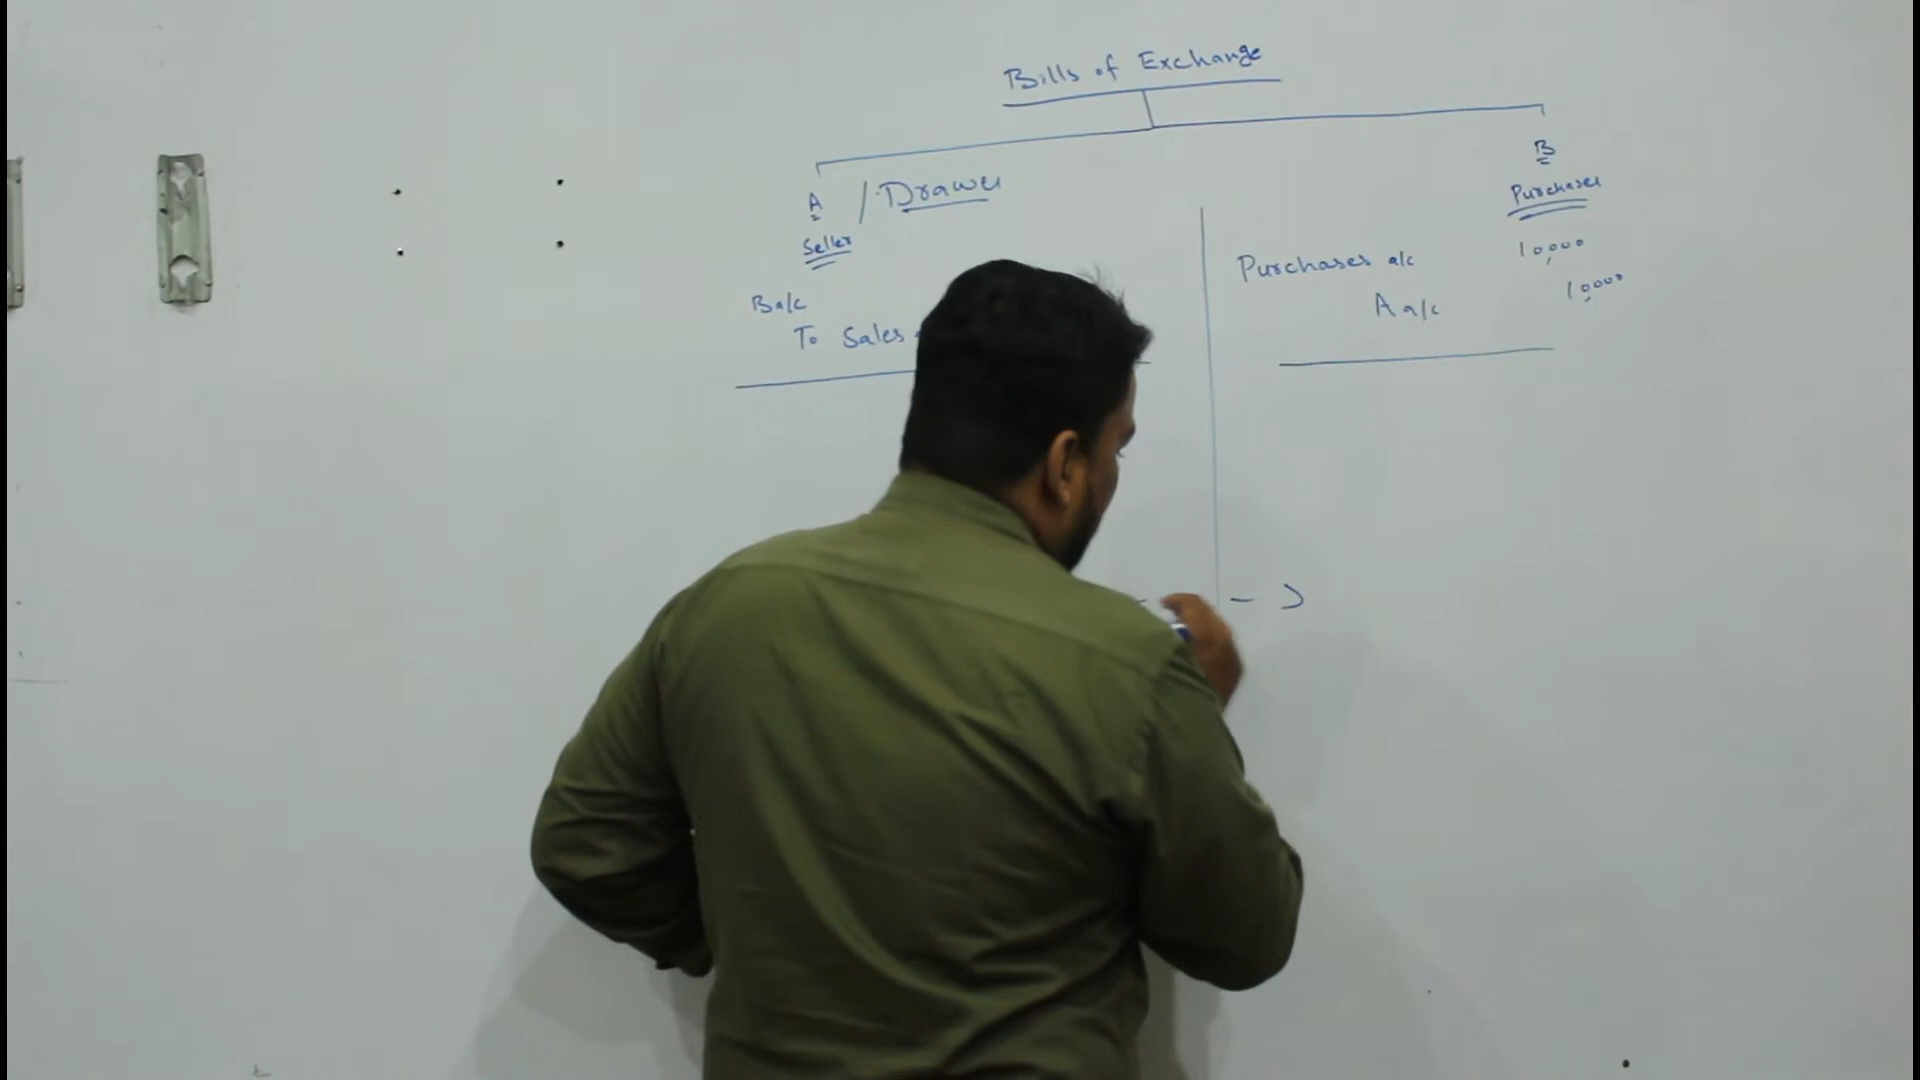 Bills of Exchange
A / Drawer
Seller
B a/c
To Sales
B
Purchaser
Purchases a/c 10,000
A a/c 10,000